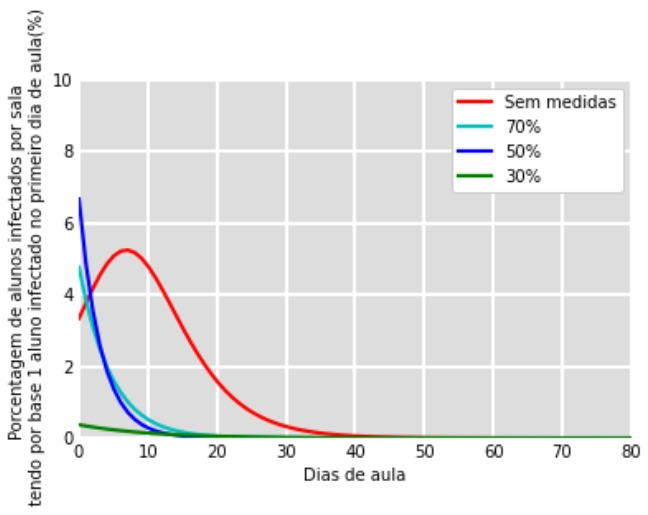 Porcentagem de alunos infectados por sala
tendo por base 1 aluno infectado no primeiro dia de aula(%)
10
8
6
4
2
0
Sem medidas
70%
50%
30%
0 10 20 30 40 50 60 70 80
Dias de aula